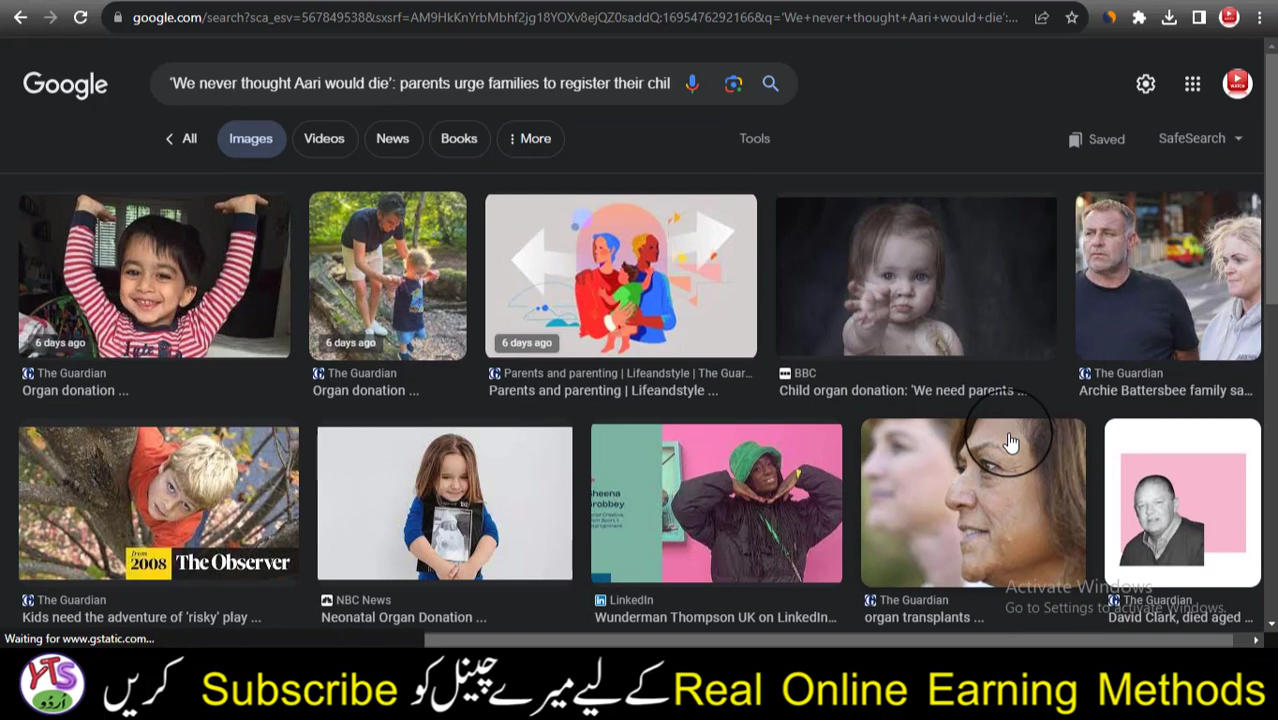 google.com/search?sca_esv=567849538&sxsrf=AM9HkKnYrbMbhf2jg18YOXv8ejQZ0saddQ:1695476292166&q='We+never+thought+Aari+would+die':...
Google
'We never thought Aari would die': parents urge families to register their chil
All
Images
Videos
News
Books
More
Tools
Saved
SafeSearch
6 days ago
6 days ago
6 days ago
The Guardian
Organ donation ...
The Guardian
Organ donation ...
Parents and parenting | Lifeandstyle | The Guar...
Parents and parenting | Lifeandstyle ...
BBC
Child organ donation: 'We need parents ...
The Guardian
Archie Battersbee family sa...
from
2008
The Observer
Sheena
The Guardian
Kids need the adventure of 'risky' play ...
NBC News
Neonatal Organ Donation ...
LinkedIn
Wunderman Thompson UK on LinkedIn...
The Guardian
organ transplants ...
The Guardian
David Clark, died aged ...
Activate Windows
Go to Settings to activate Windows.
Waiting for www.gstatic.com...
YTS
اردو
Real Online Earning Methods کے لیے میرے چینل کو Subscribe کریں